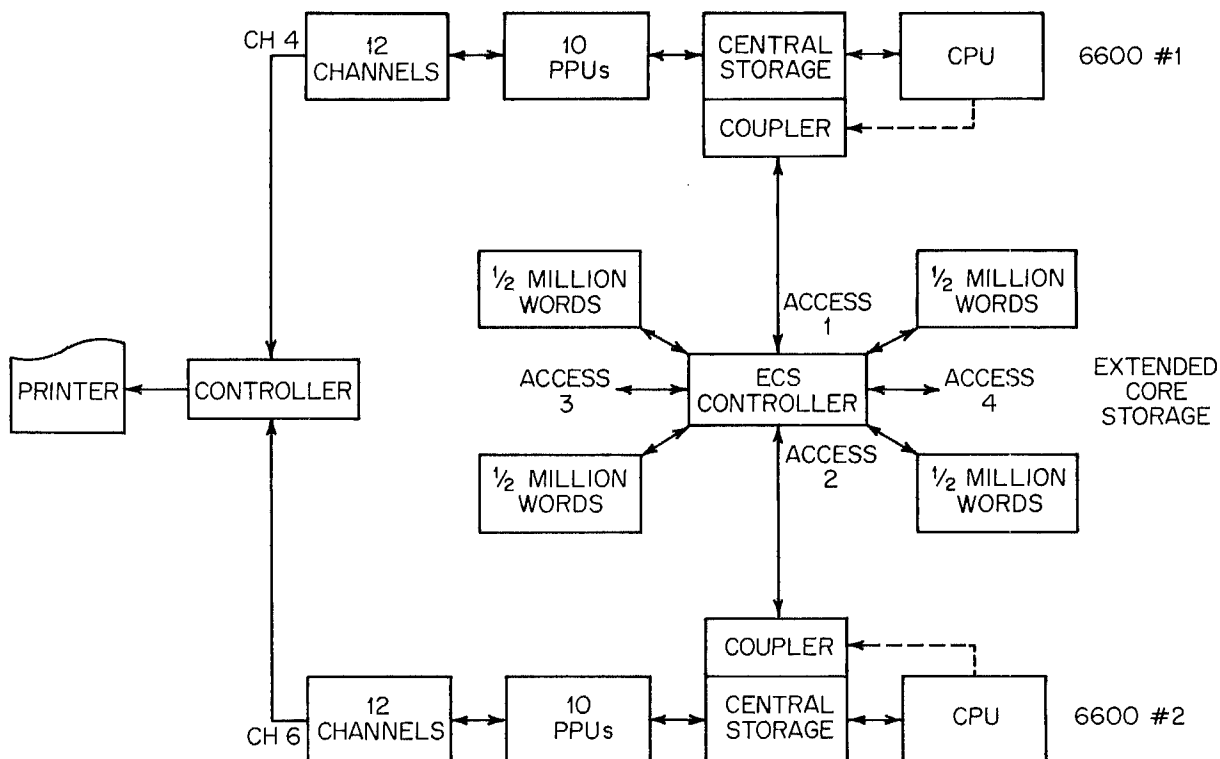 CH 4
12
CHANNELS
10
PPUs
CENTRAL
STORAGE
COUPLER
CPU
6600 #1
½ MILLION
WORDS
ACCESS
1
½ MILLION
WORDS
PRINTER
CONTROLLER
ACCESS
3
ECS
CONTROLLER
ACCESS
4
EXTENDED
CORE
STORAGE
½ MILLION
WORDS
ACCESS
2
½ MILLION
WORDS
CH 6
12
CHANNELS
10
PPUs
COUPLER
CENTRAL
STORAGE
CPU
6600 #2